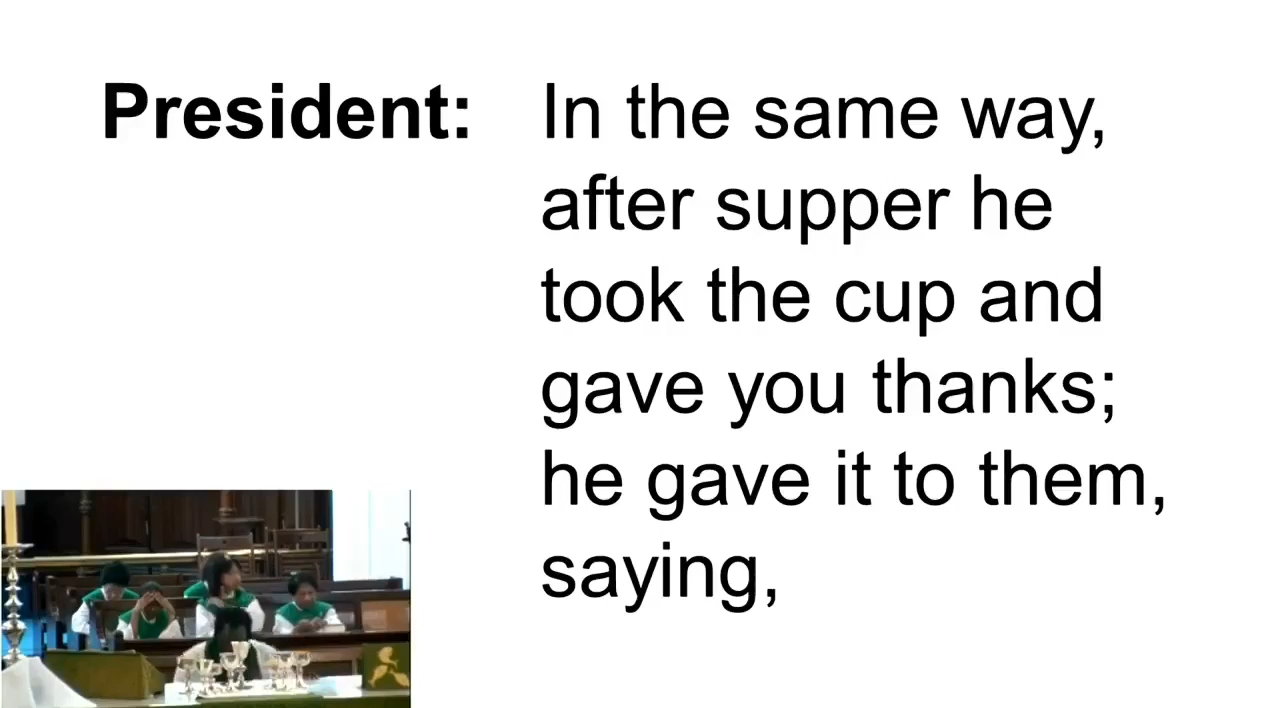 President: In the same way,
after supper he
took the cup and
gave you thanks;
he gave it to them,
saying,